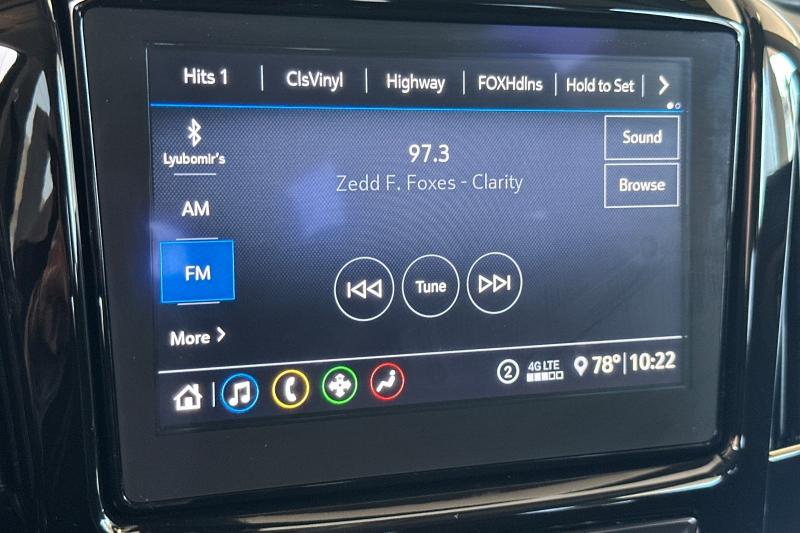 Hits 1 | ClsVinyl | Highway | FOXHdlns | Hold to Set
Lyubomir's
AM
FM
More
97.3
Zedd F. Foxes - Clarity
Sound
Browse
Tune
2 4G LTE 78° | 10:22